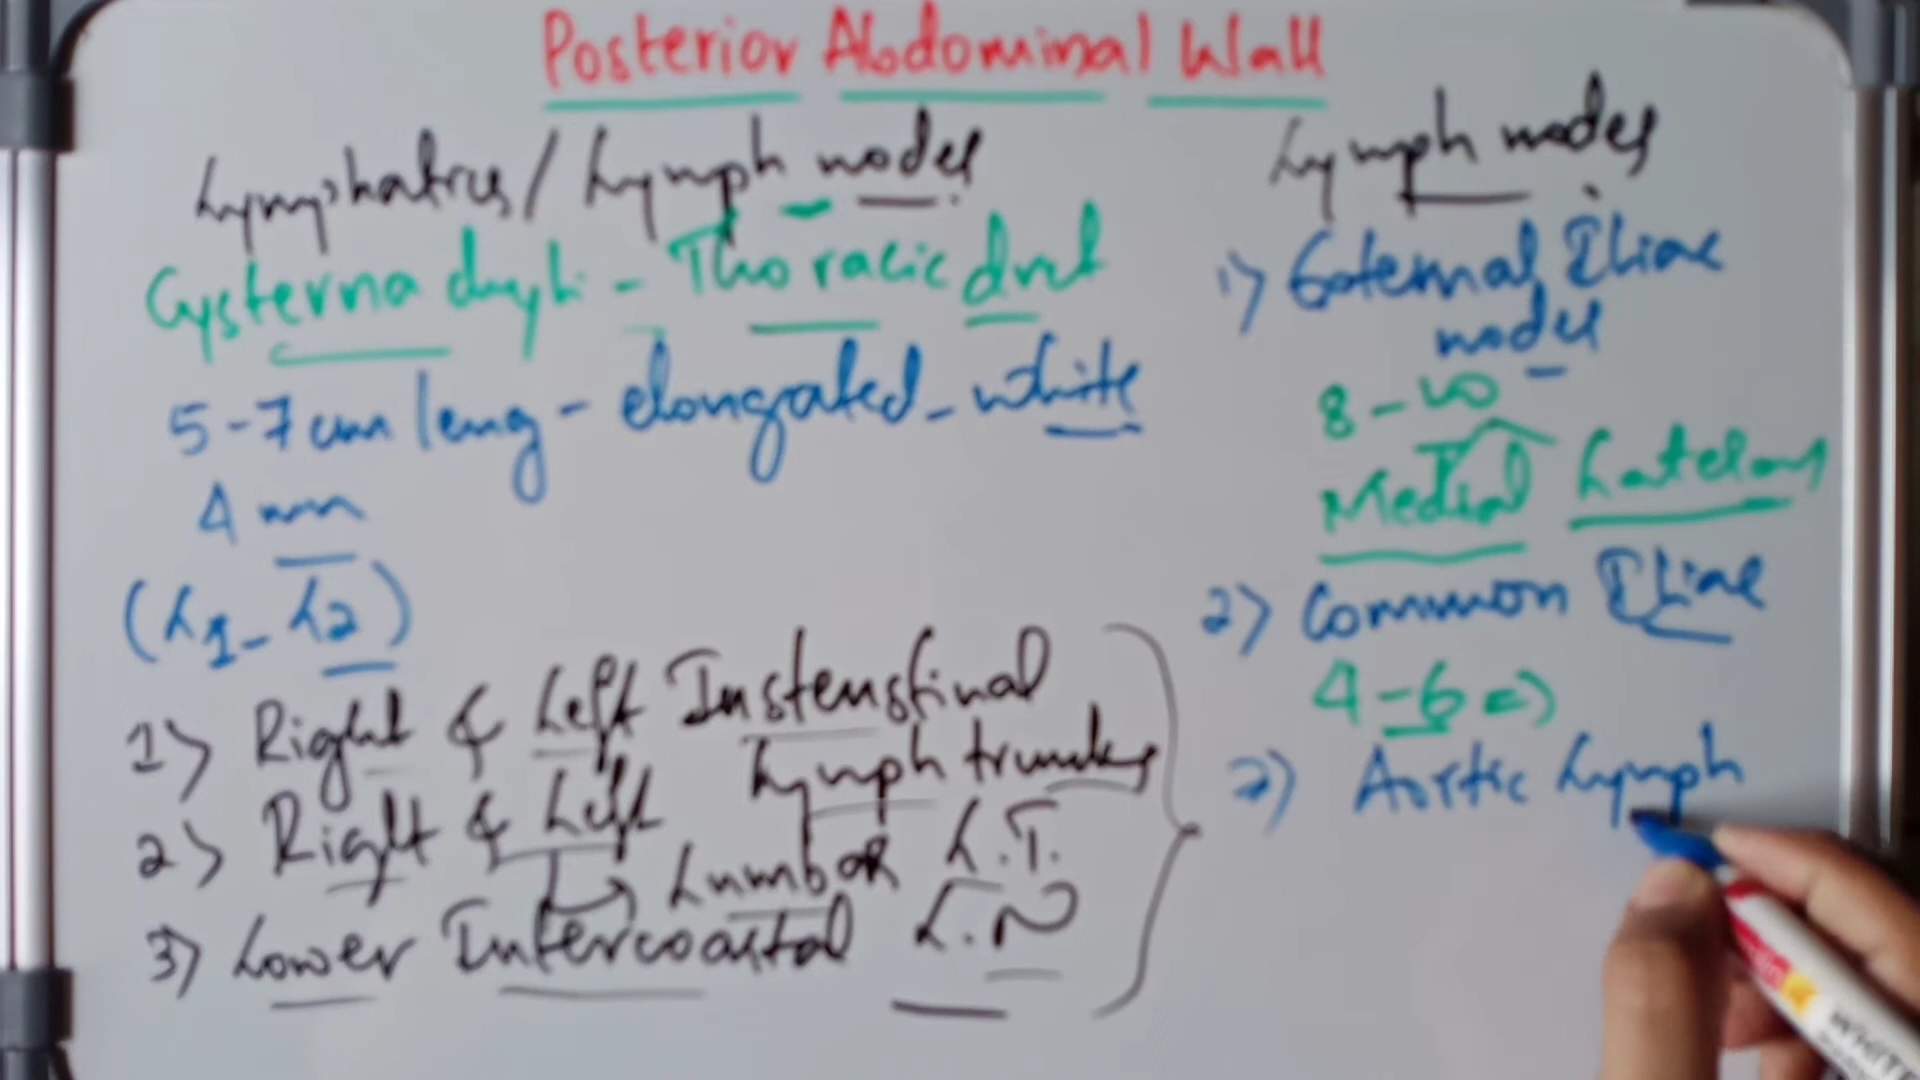 Posterior Abdominal Wall
Lymphatics / Lymph nodes
Cysterna chyli - Thoracic duct
5-7 cm long - elongated - white
4 mm
(L1 - L2)
1) Right & Left Instenstinal
Lymph trunks
2) Right & Left
Lumbar L.T.
3) Lower Intercoastal L.N
Lymph nodes
1) External Iliac
nodes
8-10
Medial Lateral
2) Common Iliac
4-6 =>
3) Aortic Lymph
WHITE